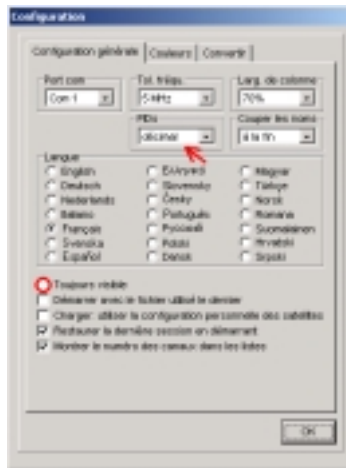 Configuration
Configuration générale Couleurs Convertir
Port com Tol. fréqu. Larg. de colonne
Com 1 5 MHz 70%
PIDs Couper les noms
décimal à la fin
Langue
English Ελληνικά Magyar
Deutsch Slovensky Türkçe
Nederlands Česky Norsk
Italiano Português Romana
Français Русский Suomalainen
Svenska Polski Hrvatski
Español Dansk Srpski
Toujours visible
Démarrer avec le fichier utilisé le dernier
Charger: utiliser la configuration personnelle des satellites
Restaurer la dernière session en démarrant
Montrer le numéro des canaux dans les listes
OK